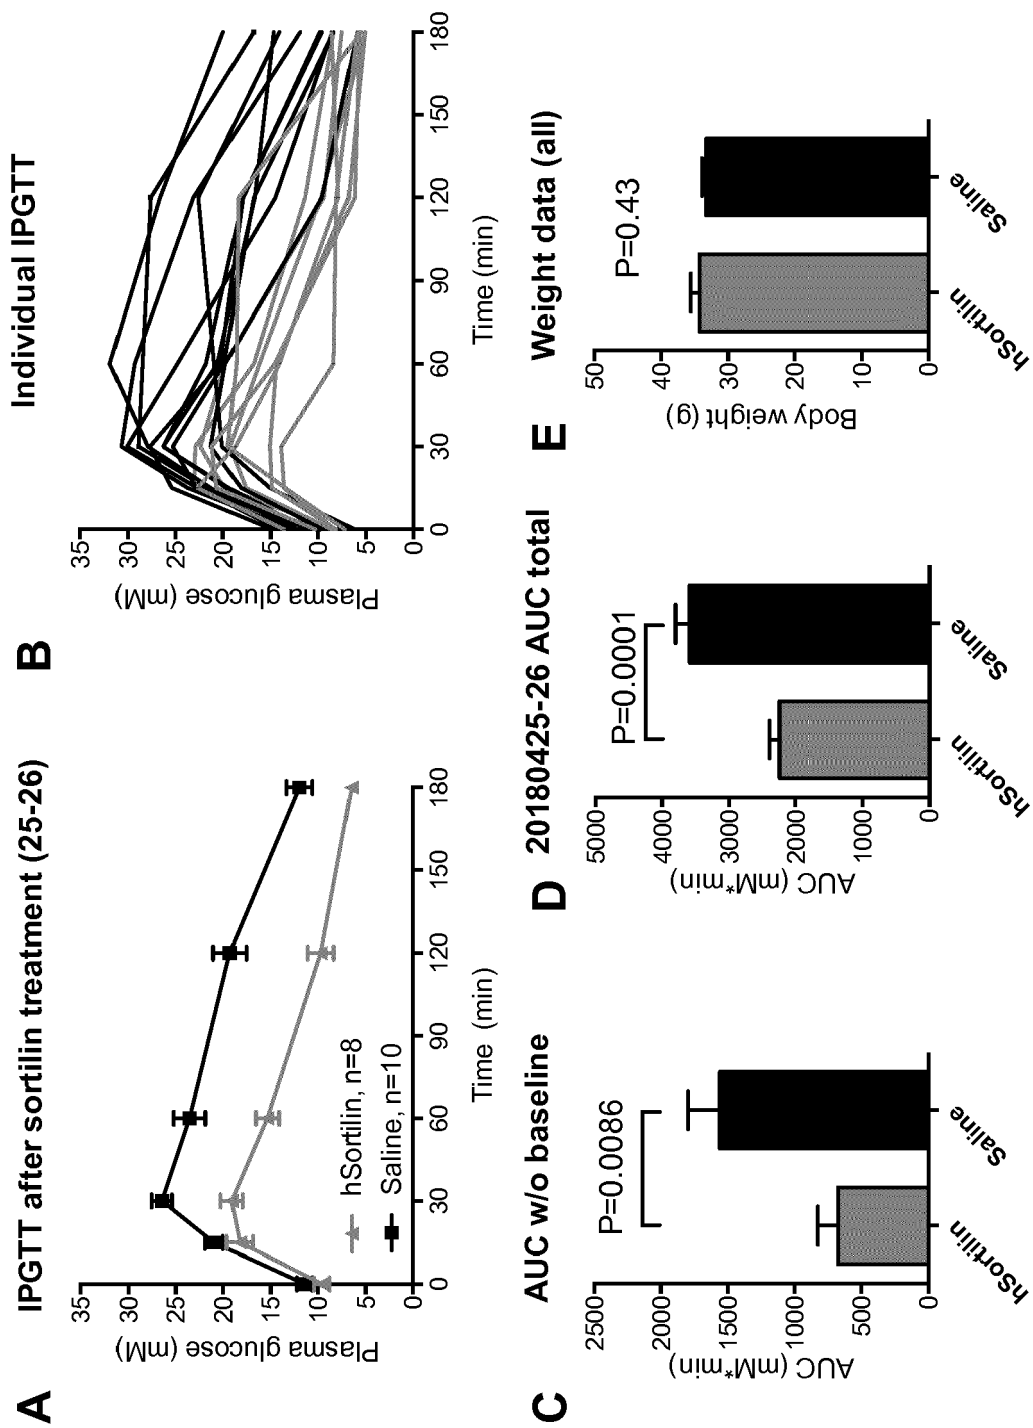 A
IPGTT after sortilin treatment (25-26)
Plasma glucose (mM)
35
30
25
20
15
10
5
0
hSortilin, n=8
Saline, n=10
0 30 60 90 120 150 180
Time (min)
B
Individual IPGTT
Plasma glucose (mM)
35
30
25
20
15
10
5
0
0 30 60 90 120 150 180
Time (min)
C
AUC w/o baseline
AUC (mM*min)
2500
2000
1500
1000
500
0
P=0.0086
hSortilin
Saline
D
20180425-26 AUC total
AUC (mM*min)
5000
4000
3000
2000
1000
0
P=0.0001
hSortilin
Saline
E
Weight data (all)
Body weight (g)
50
40
30
20
10
0
P=0.43
hSortilin
Saline